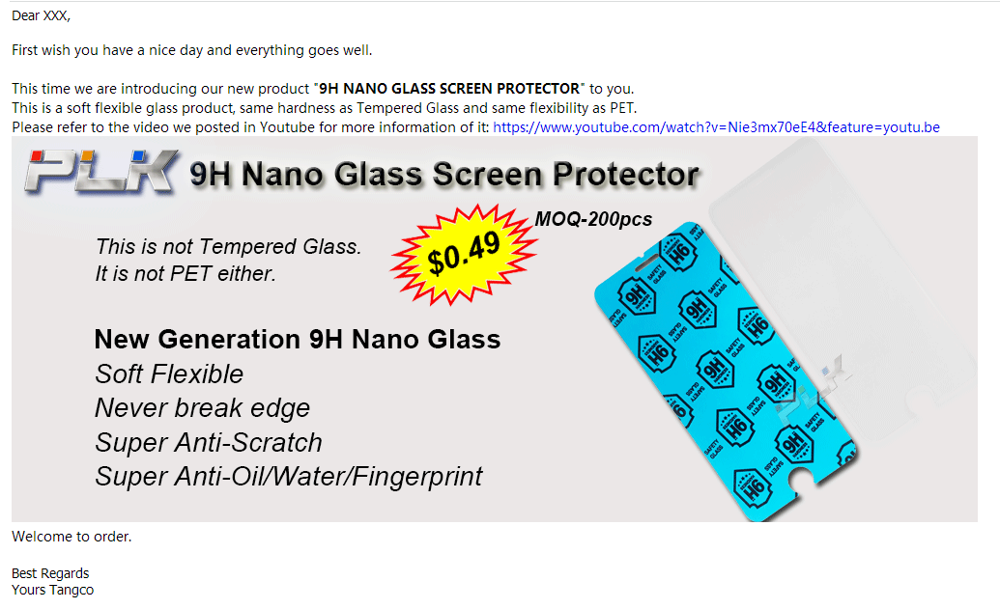 Dear XXX,
First wish you have a nice day and everything goes well.
This time we are introducing our new product "9H NANO GLASS SCREEN PROTECTOR" to you.
This is a soft flexible glass product, same hardness as Tempered Glass and same flexibility as PET.
Please refer to the video we posted in Youtube for more information of it: https://www.youtube.com/watch?v=Nie3mx70eE4&feature=youtu.be
PLK 9H Nano Glass Screen Protector
MOQ-200pcs
$0.49
This is not Tempered Glass.
It is not PET either.
New Generation 9H Nano Glass
Soft Flexible
Never break edge
Super Anti-Scratch
Super Anti-Oil/Water/Fingerprint
9H
SAFETY GLASS
PLK
Welcome to order.
Best Regards
Yours Tangco